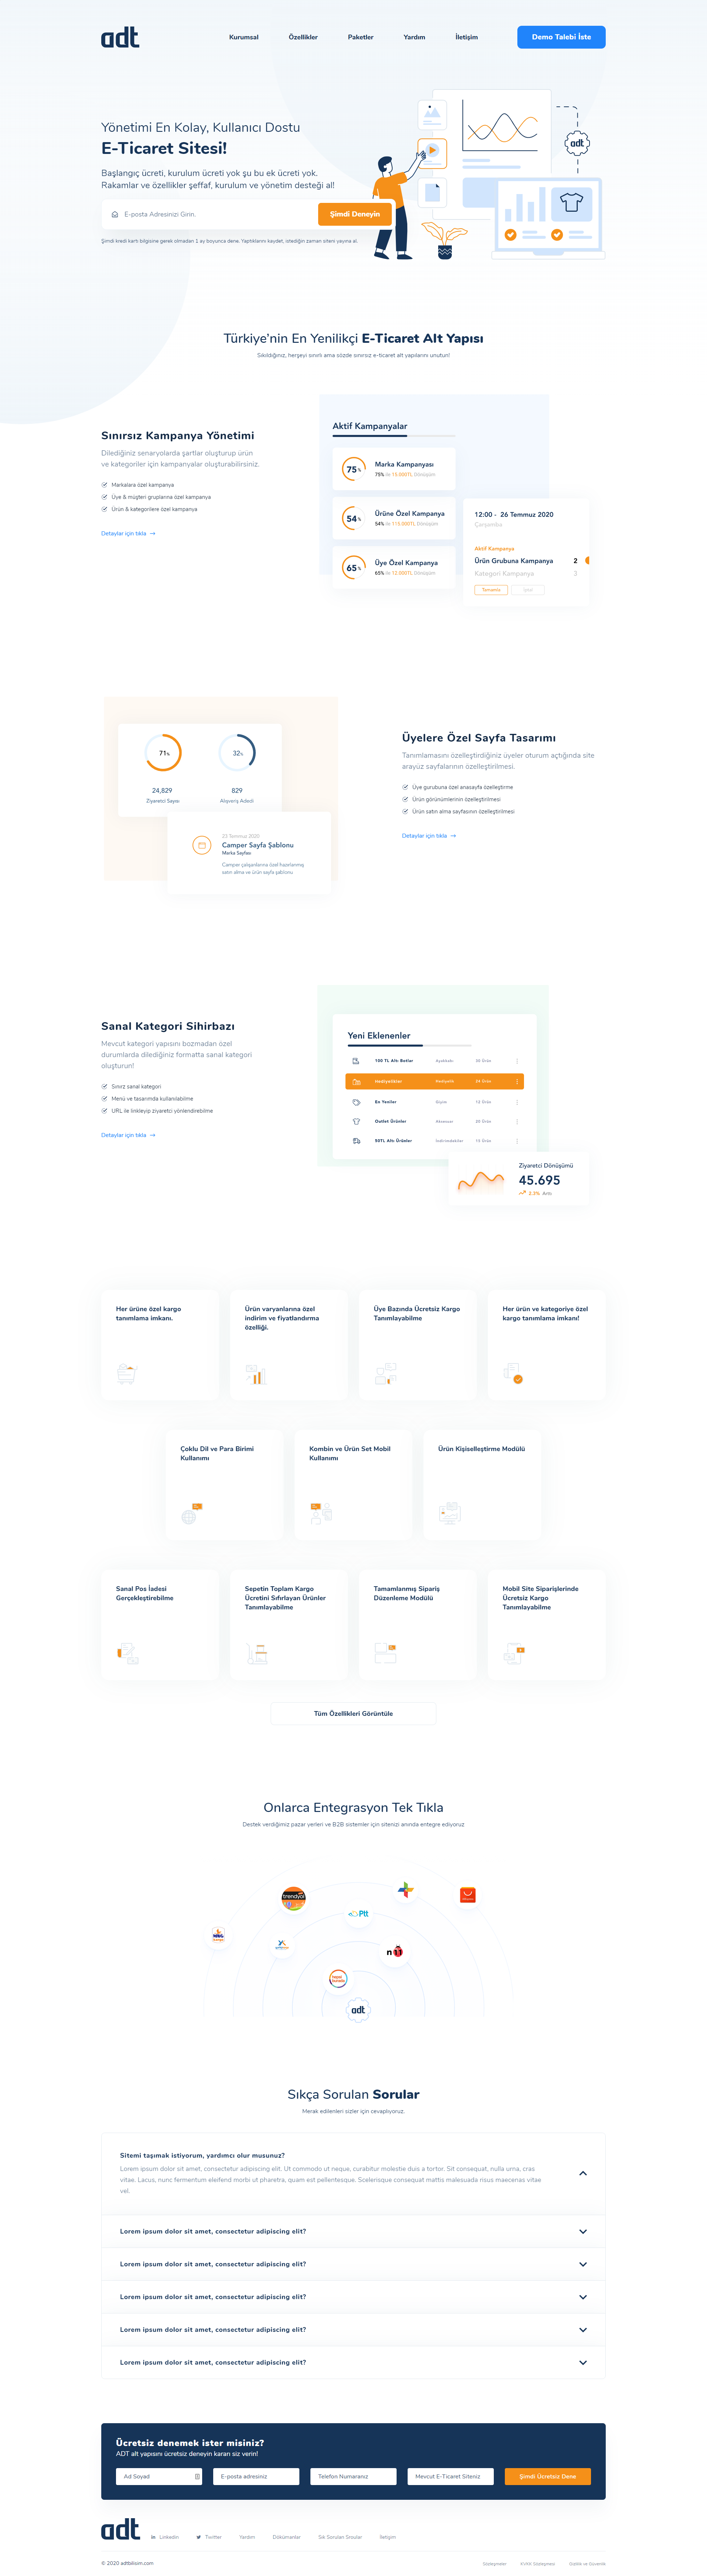 adt
Kurumsal
Özellikler
Paketler
Yardım
İletişim
Demo Talebi İste
Yönetimi En Kolay, Kullanıcı Dostu
E-Ticaret Sitesi!
Başlangıç ücreti, kurulum ücreti yok şu bu ek ücreti yok.
Rakamlar ve özellikler şeffaf, kurulum ve yönetim desteği al!
E-posta Adresinizi Girin.
Şimdi Deneyin
Şimdi kredi kartı bilgisine gerek olmadan 1 ay boyunca dene. Yaptıklarını kaydet, istediğin zaman siteni yayına al.
adt
Türkiye'nin En Yenilikçi E-Ticaret Alt Yapısı
Sıkıldığınız, herşeyi sınırlı ama sözde sınırsız e-ticaret alt yapılarını unutun!
Sınırsız Kampanya Yönetimi
Dilediğiniz senaryolarda şartlar oluşturup ürün
ve kategoriler için kampanyalar oluşturabilirsiniz.
Markalara özel kampanya
Üye & müşteri gruplarına özel kampanya
Ürün & kategorilere özel kampanya
Detaylar için tıkla
Aktif Kampanyalar
75%
Marka Kampanyası
75% ile 15.000TL Dönüşüm
54%
Ürüne Özel Kampanya
54% ile 115.000TL Dönüşüm
65%
Üye Özel Kampanya
65% ile 13.000TL Dönüşüm
12:00 - 26 Temmuz 2020
Çarşamba
Aktif Kampanya
Ürün Grubuna Kampanya 2
Kategori Kampanya 3
Tamamla
İptal
71%
32%
24,829
829
Ziyaretci Sayısı
Alışveriş Adedi
23 Temmuz 2020
Camper Sayfa Şablonu
Marka Sayfası
Camper çalışanlarına özel hazırlanmış
satın alma ve ürün sayfa şablonu
Üyelere Özel Sayfa Tasarımı
Tanımlamasını özelleştirdiğiniz üyeler oturum açtığında site
arayüz sayfalarının özelleştirilmesi.
Üye gurubuna özel anasayfa özelleştirme
Ürün görünümlerinin özelleştirilmesi
Ürün satın alma sayfasının özelleştirilmesi
Detaylar için tıkla
Sanal Kategori Sihirbazı
Mevcut kategori yapısını bozmadan özel
durumlarda dilediğiniz formatta sanal kategori
oluşturun!
Sınırz sanal kategori
Menü ve tasarımda kullanılabilme
URL ile linkleyip ziyaretci yönlendirebilme
Detaylar için tıkla
Yeni Eklenenler
100 TL Altı Botlar Ayakkabı 30 Ürün
Hediyelikler Hediyelik 24 Ürün
En Yeniler Giyim 12 Ürün
Outlet Ürünler Aksesuar 20 Ürün
50TL Altı Ürünler İndirimdekiler 15 Ürün
Ziyaretci Dönüşümü
45.695
2.3% Artı
Her ürüne özel kargo
tanımlama imkanı.
Ürün varyanlarına özel
indirim ve fiyatlandırma
özelliği.
Üye Bazında Ücretsiz Kargo
Tanımlayabilme
Her ürün ve kategoriye özel
kargo tanımlama imkanı!
Çoklu Dil ve Para Birimi
Kullanımı
Kombin ve Ürün Set Mobil
Kullanımı
Ürün Kişiselleştirme Modülü
Sanal Pos İadesi
Gerçekleştirebilme
Sepetin Toplam Kargo
Ücretini Sıfırlayan Ürünler
Tanımlayabilme
Tamamlanmış Sipariş
Düzenleme Modülü
Mobil Site Siparişlerinde
Ücretsiz Kargo
Tanımlayabilme
Tüm Özellikleri Görüntüle
Onlarca Entegrasyon Tek Tıkla
Destek verdiğimiz pazar yerleri ve B2B sistemler için sitenizi anında entegre ediyoruz
trendyol
Ptt
MNG
n11
hepsi
burada
adt
Sıkça Sorulan Sorular
Merak edilenleri sizler için cevaplıyoruz.
Sitemi taşımak istiyorum, yardımcı olur musunuz?
Lorem ipsum dolor sit amet, consectetur adipiscing elit. Ut commodo ut neque, curabitur molestie duis a tortor. Sit consequat, nulla urna, cras
vitae. Lacus, nunc fermentum eleifend morbi ut pharetra, quam est pellentesque. Scelerisque consequat mattis malesuada risus maecenas vitae
vel.
Lorem ipsum dolor sit amet, consectetur adipiscing elit?
Lorem ipsum dolor sit amet, consectetur adipiscing elit?
Lorem ipsum dolor sit amet, consectetur adipiscing elit?
Lorem ipsum dolor sit amet, consectetur adipiscing elit?
Lorem ipsum dolor sit amet, consectetur adipiscing elit?
Ücretsiz denemek ister misiniz?
ADT alt yapısını ücretsiz deneyin kararı siz verin!
Ad Soyad
E-posta adresiniz
Telefon Numaranız
Mevcut E-Ticaret Siteniz
Şimdi Ücretsiz Dene
adt
Linkedin
Twitter
Yardım
Dökümanlar
Sık Sorulan Sorular
İletişim
© 2020 adtbilisim.com
Sözleşmeler
KVKK Sözleşmesi
Gizlilik ve Güvenlik